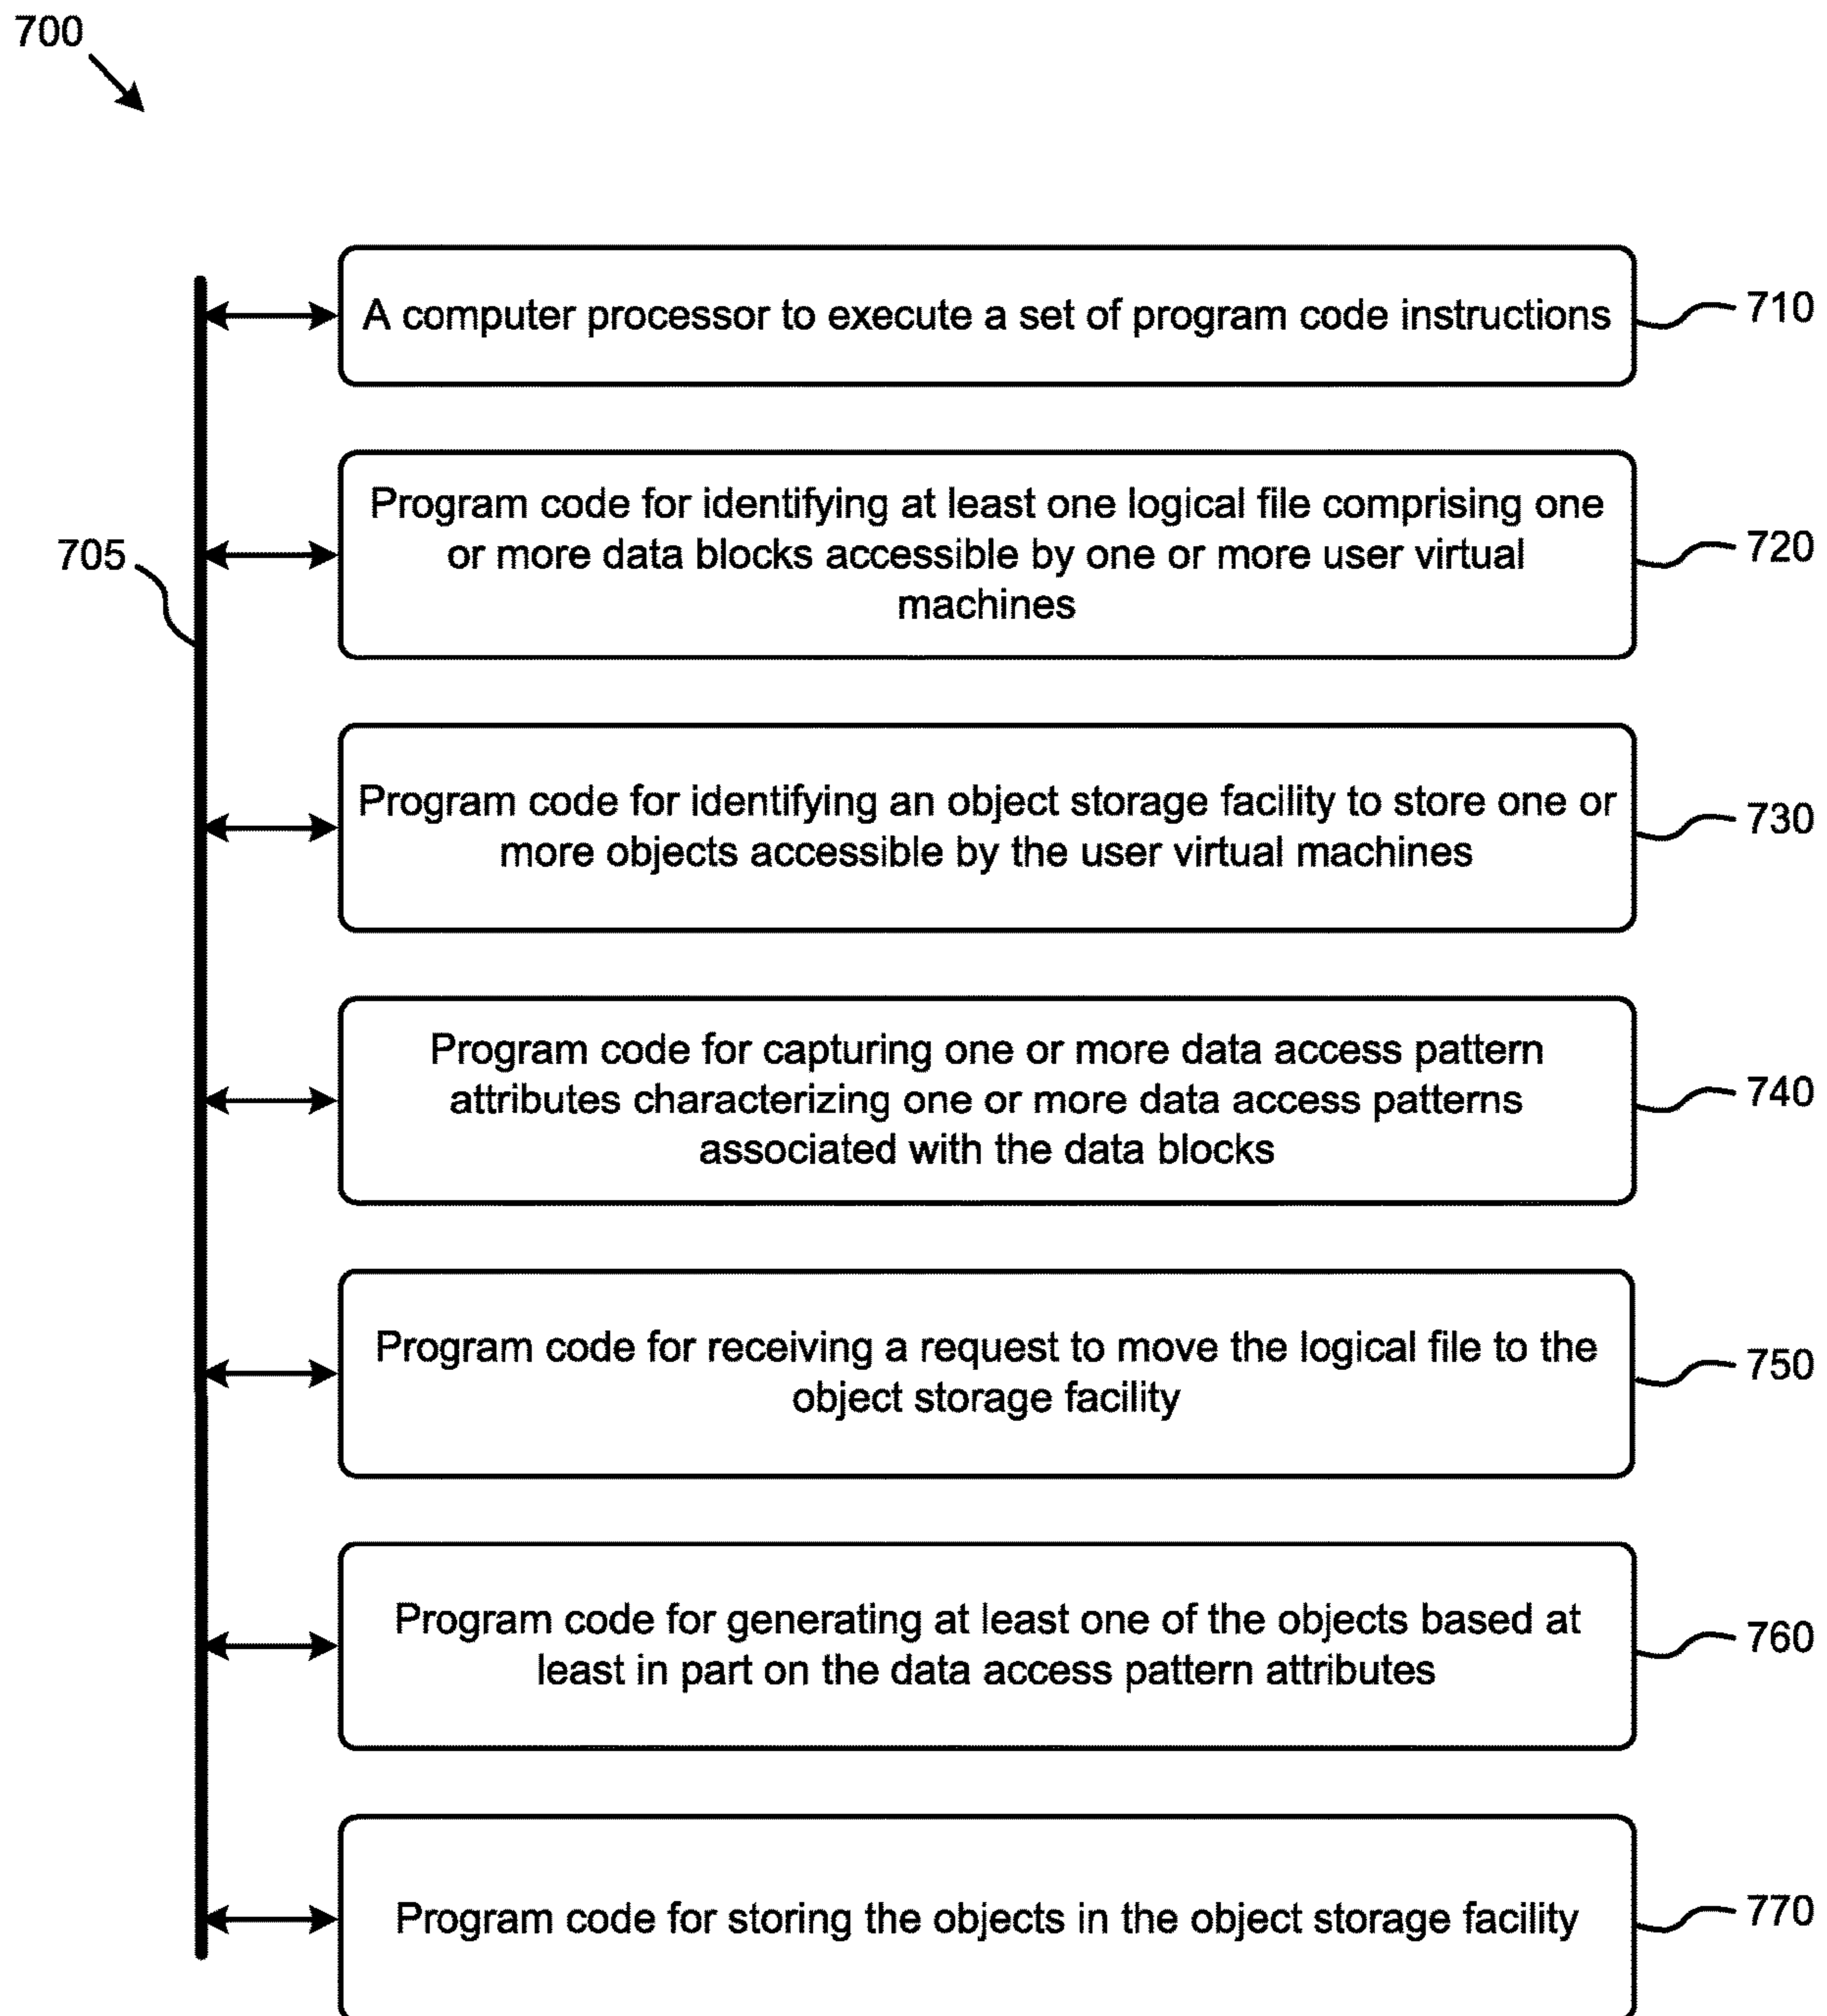 700
A computer processor to execute a set of program code instructions
710
Program code for identifying at least one logical file comprising one
or more data blocks accessible by one or more user virtual
machines
720
705
Program code for identifying an object storage facility to store one or
more objects accessible by the user virtual machines
730
Program code for capturing one or more data access pattern
attributes characterizing one or more data access patterns
associated with the data blocks
740
Program code for receiving a request to move the logical file to the
object storage facility
750
Program code for generating at least one of the objects based at
least in part on the data access pattern attributes
760
Program code for storing the objects in the object storage facility
770